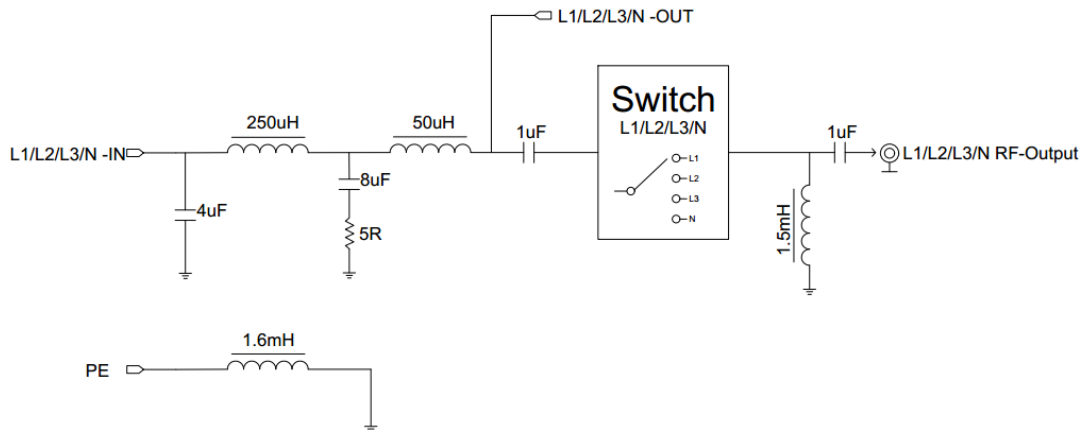 L1/L2/L3/N -OUT
Switch
L1/L2/L3/N
L1
L2
L3
N
250uH
50uH
1uF
1uF
L1/L2/L3/N -IN
L1/L2/L3/N RF-Output
8uF
4uF
5R
1.5mH
1.6mH
PE